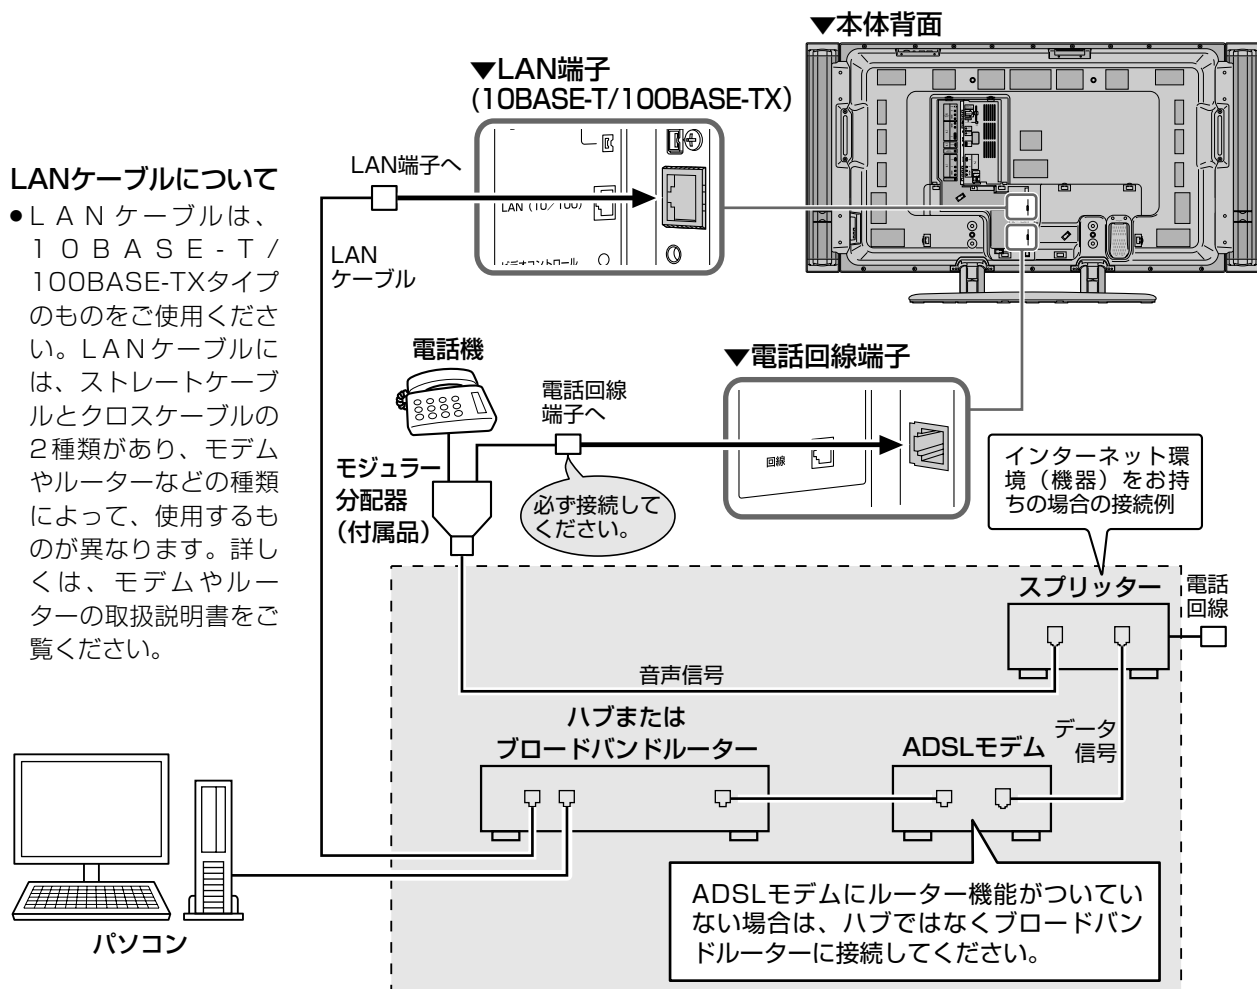 ▼本体背面
▼LAN端子
(10BASE-T/100BASE-TX)
LAN端子へ
LAN (10/100)
ビデオコントロール
LAN
ケーブル
LANケーブルについて
●LANケーブルは、
10BASE-T/
100BASE-TXタイプ
のものをご使用くださ
い。LANケーブルに
は、ストレートケーブ
ルとクロスケーブルの
2種類があり、モデム
やルーターなどの種類
によって、使用するも
のが異なります。詳し
くは、モデムやルー
ターの取扱説明書をご
覧ください。
電話機
電話回線
端子へ
▼電話回線端子
回線
モジュラー
分配器
(付属品)
必ず接続して
ください。
インターネット環
境(機器)をお持
ちの場合の接続例
スプリッター
電話
回線
音声信号
データ
信号
ハブまたは
ブロードバンドルーター
ADSLモデム
ADSLモデムにルーター機能がついてい
ない場合は、ハブではなくブロードバン
ドルーターに接続してください。
パソコン